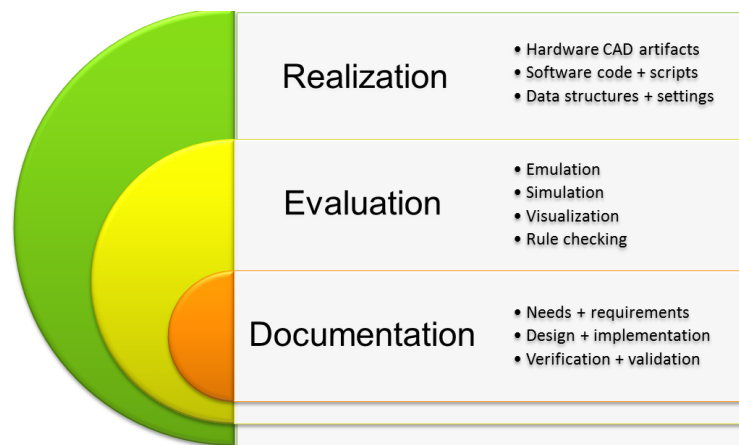 Realization
• Hardware CAD artifacts
• Software code + scripts
• Data structures + settings
Evaluation
• Emulation
• Simulation
• Visualization
• Rule checking
Documentation
• Needs + requirements
• Design + implementation
• Verification + validation